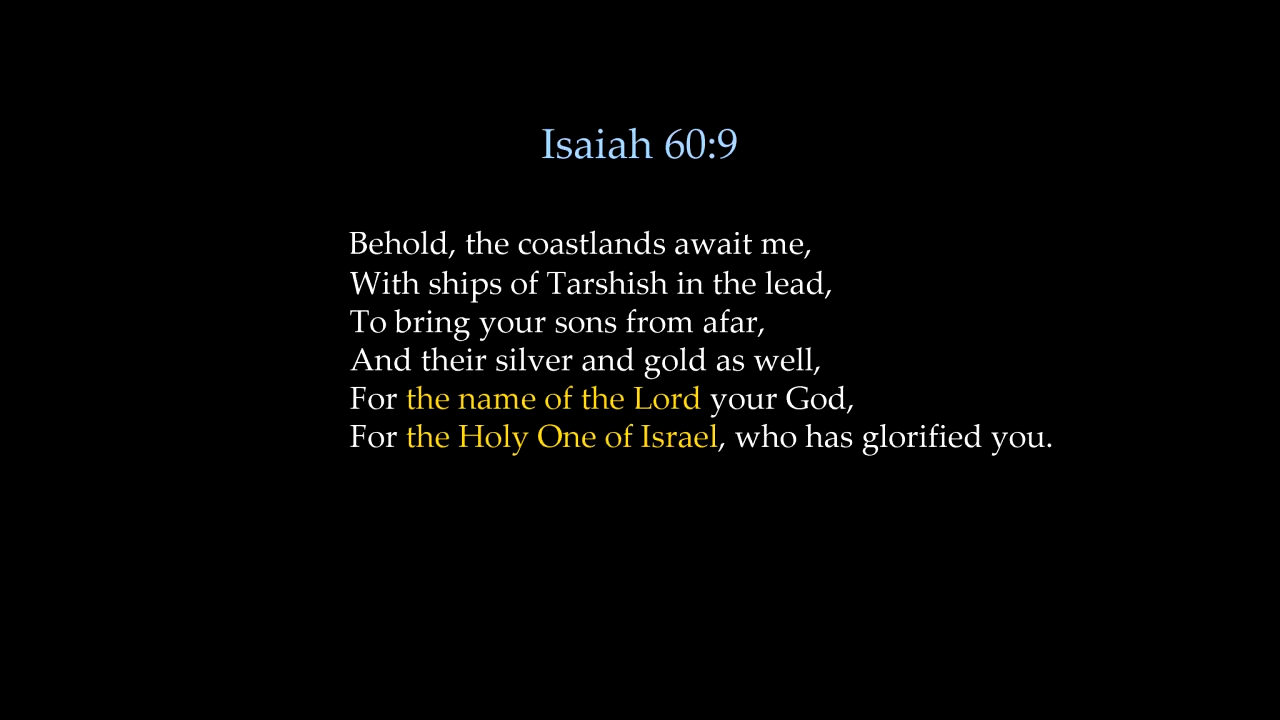 Isaiah 60:9
Behold, the coastlands await me,
With ships of Tarshish in the lead,
To bring your sons from afar,
And their silver and gold as well,
For the name of the Lord your God,
For the Holy One of Israel, who has glorified you.